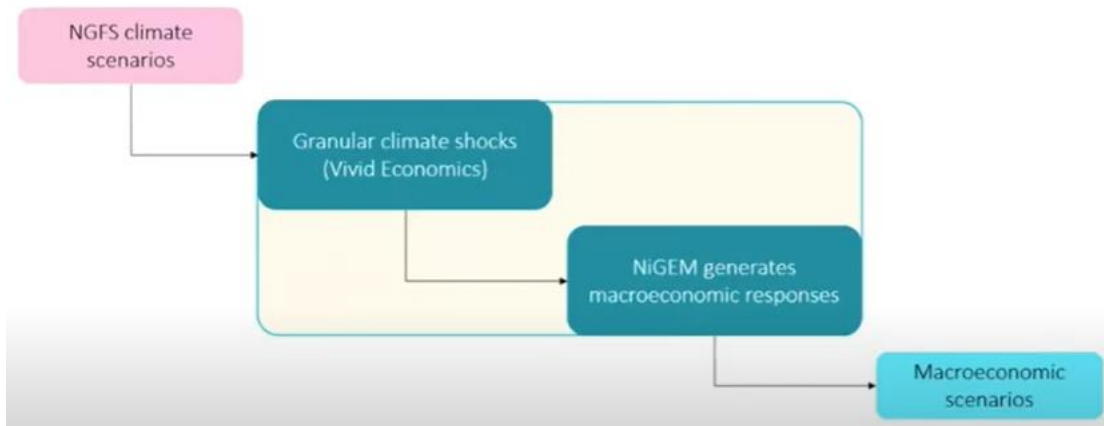 NGFS climate
scenarios
Granular climate shocks
(Vivid Economics)
NiGEM generates
macroeconomic responses
Macroeconomic
scenarios